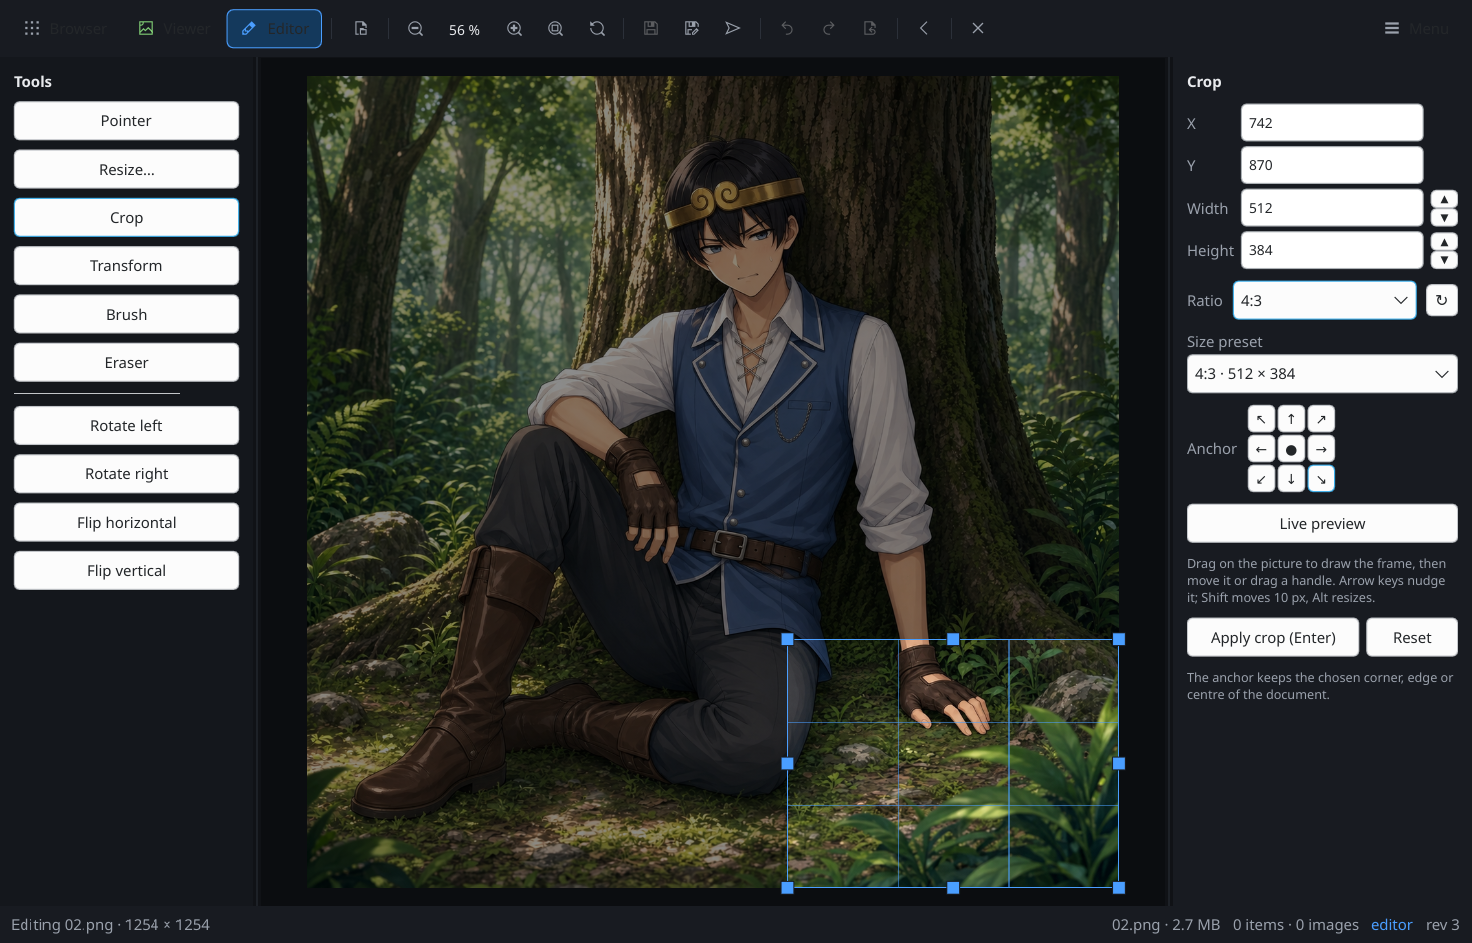 Browser Viewer Editor 56 % Menu
Tools
Pointer
Resize...
Crop
Transform
Brush
Eraser
Rotate left
Rotate right
Flip horizontal
Flip vertical
Crop
X 742
Y 870
Width 512 ▲ ▼
Height 384 ▲ ▼
Ratio 4:3 ↻
Size preset
4:3 · 512 × 384
↖ ↑ ↗
Anchor ← ● →
↙ ↓ ↘
Live preview
Drag on the picture to draw the frame, then
move it or drag a handle. Arrow keys nudge
it; Shift moves 10 px, Alt resizes.
Apply crop (Enter) Reset
The anchor keeps the chosen corner, edge or
centre of the document.
Editing 02.png · 1254 × 1254 02.png · 2.7 MB 0 items · 0 images editor rev 3